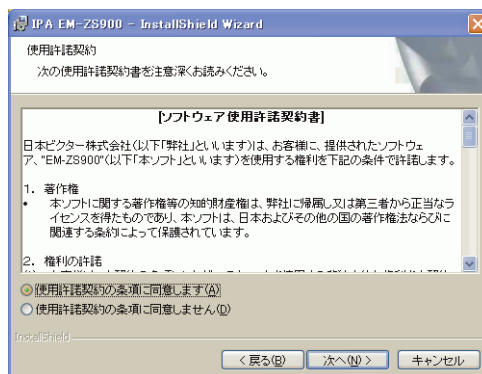 IPA EM-ZS900 - InstallShield Wizard
使用許諾契約
次の使用許諾契約書を注意深くお読みください。
[ソフトウェア使用許諾契約書]
日本ビクター株式会社(以下「弊社」といいます)は、お客様に、提供されたソフトウェ
ア、"EM-ZS900"(以下「本ソフト」といいます)を使用する権利を下記の条件で許諾します。
1. 著作権
• 本ソフトに関する著作権等の知的財産権は、弊社に帰属し又は第三者から正当なラ
イセンスを得たものであり、本ソフトは、日本およびその他の国の著作権法ならびに
関連する条約によって保護されています。
2. 権利の許諾
使用許諾契約の条項に同意します(A)
使用許諾契約の条項に同意しません(D)
InstallShield
< 戻る(B)
次へ(N) >
キャンセル